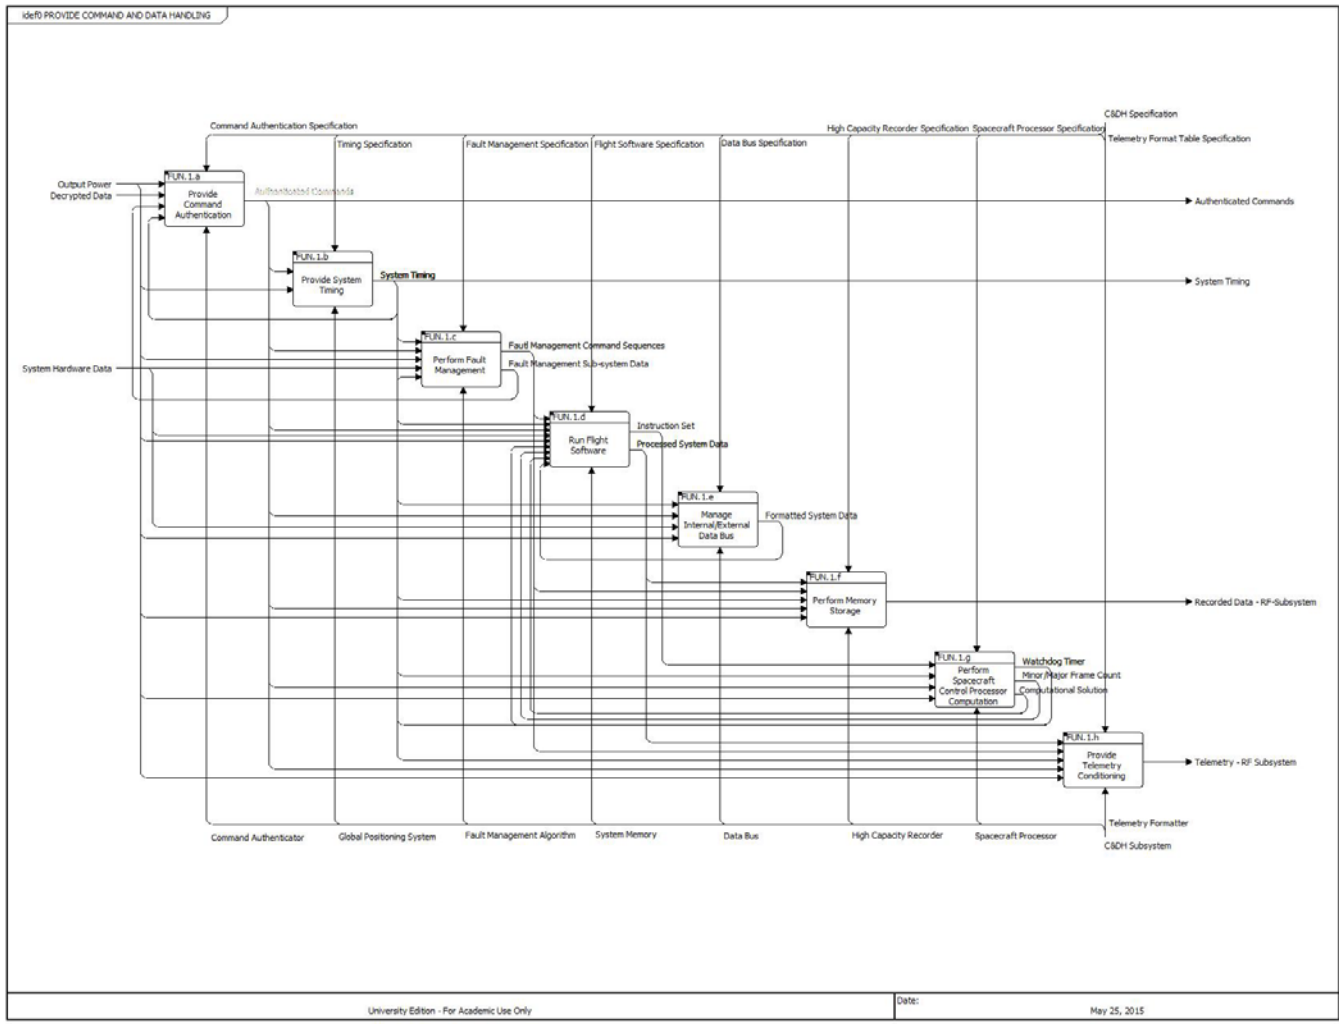 idef0 PROVIDE COMMAND AND DATA HANDLING
C&DH Specification
Command Authentication Specification
High Capacity Recorder Specification
Spacecraft Processor Specification
Timing Specification
Fault Management Specification
Flight Software Specification
Data Bus Specification
Telemetry Format Table Specification
FUN.1.a
Provide
Command
Authentication
Output Power
Decrypted Data
Authenticated Commands
Authenticated Commands
FUN.1.b
Provide System
Timing
System Timing
System Timing
FUN.1.c
Perform Fault
Management
Fautl Management Command Sequences
Fault Management Sub-system Data
System Hardware Data
FUN.1.d
Run Flight
Software
Instruction Set
Processed System Data
FUN.1.e
Manage
Internal/External
Data Bus
Formatted System Data
FUN.1.f
Perform Memory
Storage
Recorded Data - RF-Subsystem
FUN.1.g
Perform
Spacecraft
Control Processor
Computation
Watchdog Timer
Minor/Major Frame Count
Computational Solution
FUN.1.h
Provide
Telemetry
Conditioning
Telemetry - RF Subsystem
Command Authenticator
Global Positioning System
Fault Management Algorithm
System Memory
Data Bus
High Capacity Recorder
Spacecraft Processor
Telemetry Formatter
C&DH Subsystem
University Edition - For Academic Use Only
Date:
May 25, 2015